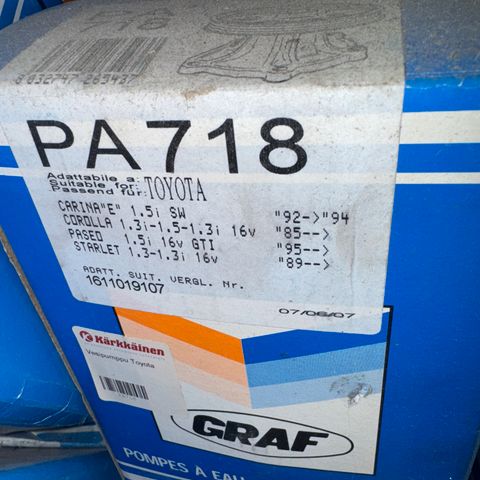 8 032747 263437
PA718
Adattabile a:
Suitable for:
Passend fur: TOYOTA
CARINA"E" 1.5i SW "92->"94
COROLLA 1.3i-1.5-1.3i 16v "85-->
PASEO 1.5i 16v GTI "95-->
STARLET 1.3-1.3i 16v "89-->
ADATT. SUIT. VERGL. Nr.
1611019107
07/06/07
Kärkkäinen
Vesipumppu Toyota
GRAF
POMPES À EAU